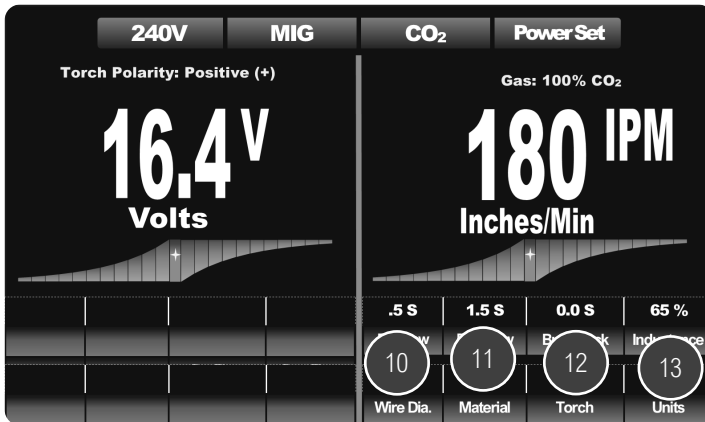 240V MIG CO₂ Power Set
Torch Polarity: Positive (+)
16.4 V
Volts
Gas: 100% CO₂
180 IPM
Inches/Min
.5 S 1.5 S 0.0 S 65 %
10 11 12 13
Wire Dia. Material Torch Units